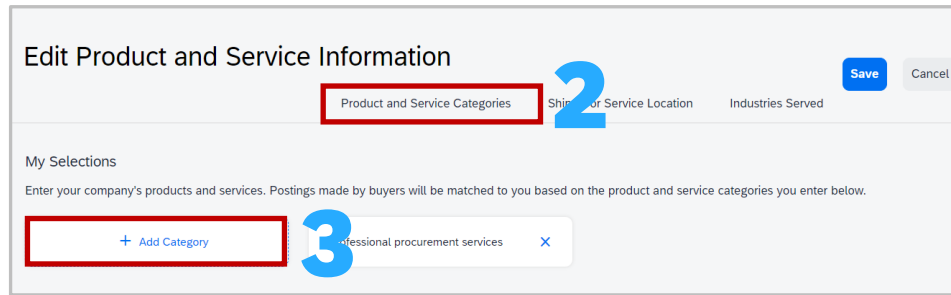 Edit Product and Service Information
2
Save
Cancel
Product and Service Categories
or Service Location
Industries Served
My Selections
Enter your company's products and services. Postings made by buyers will be matched to you based on the product and service categories you enter below.
+ Add Category
3
procurement services